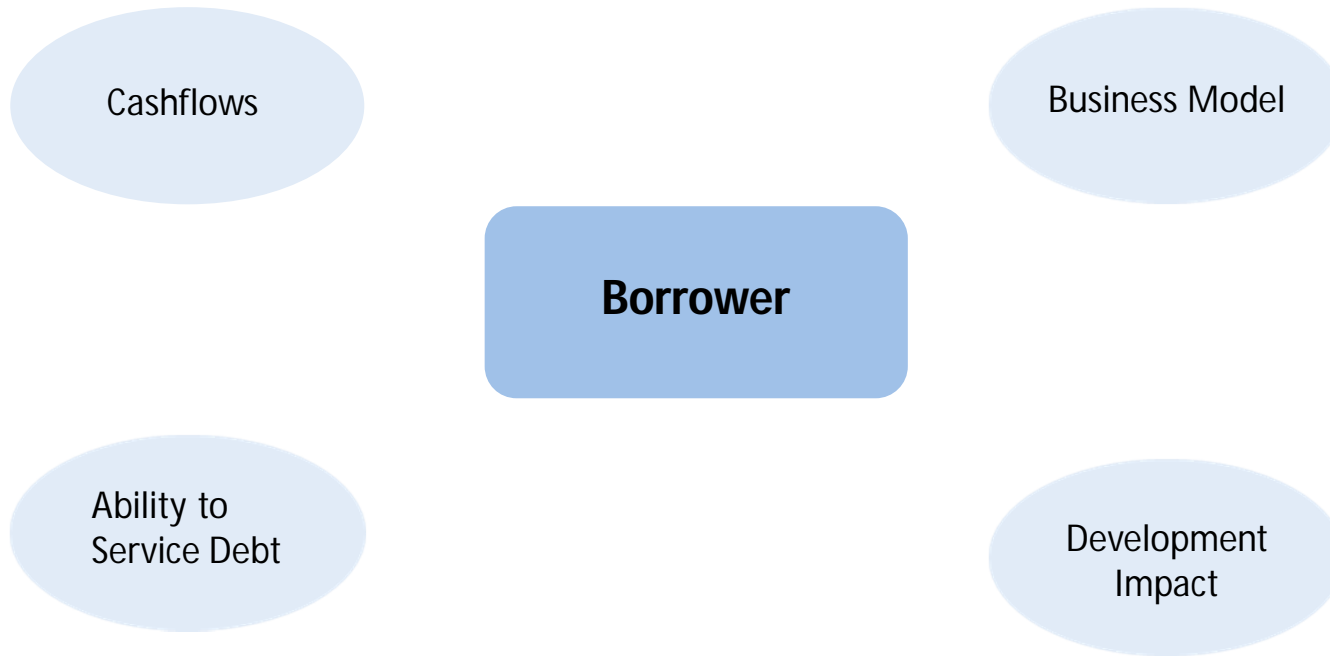 Cashflows
Business Model
Borrower
Ability to
Service Debt
Development
Impact